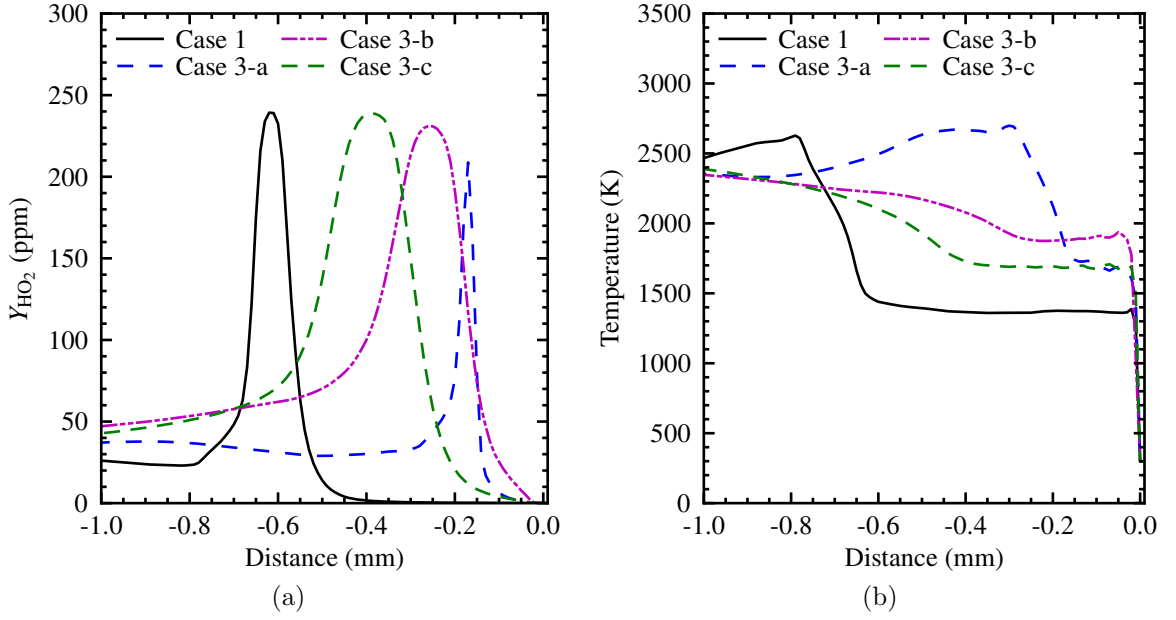 300
250
200
150
100
50
0
Y_HO₂ (ppm)
Case 1
Case 3-a
Case 3-b
Case 3-c
-1.0 -0.8 -0.6 -0.4 -0.2 0.0
Distance (mm)
(a)
3500
3000
2500
2000
1500
1000
500
0
Temperature (K)
Case 1
Case 3-a
Case 3-b
Case 3-c
-1.0 -0.8 -0.6 -0.4 -0.2 0.0
Distance (mm)
(b)